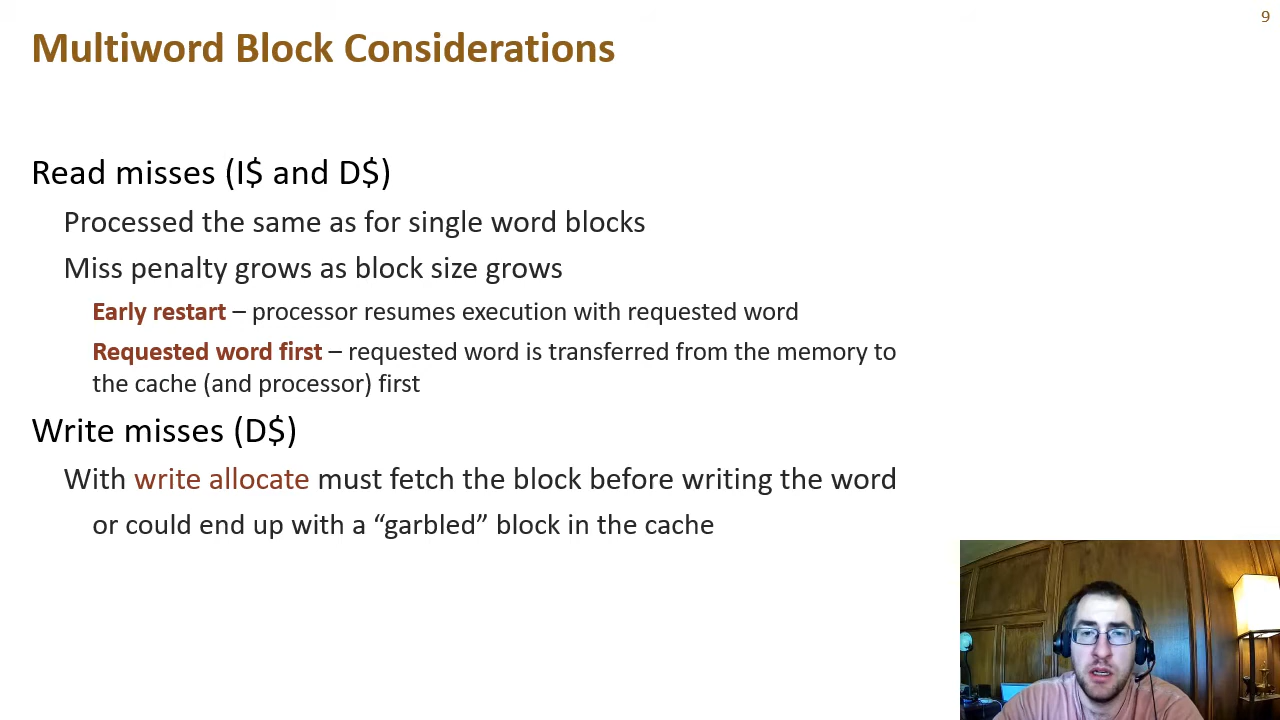 9
Multiword Block Considerations
Read misses (I$ and D$)
Processed the same as for single word blocks
Miss penalty grows as block size grows
Early restart – processor resumes execution with requested word
Requested word first – requested word is transferred from the memory to
the cache (and processor) first
Write misses (D$)
With write allocate must fetch the block before writing the word
or could end up with a “garbled” block in the cache